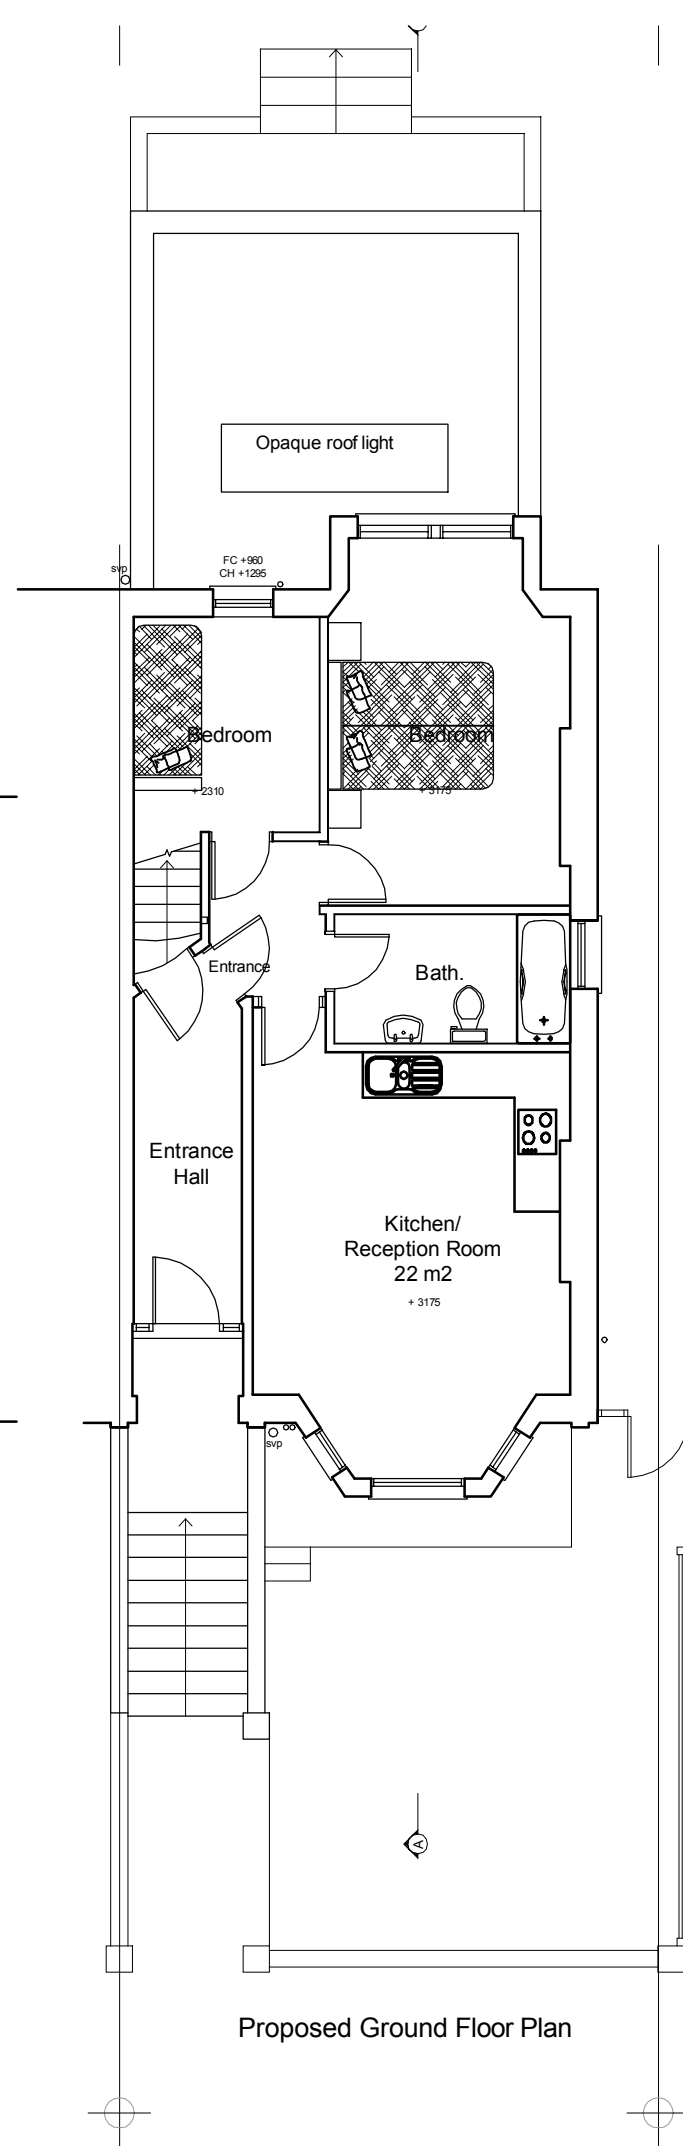 Opaque roof light
svp
FC +960
CH +1295
Bedroom
Bedroom
+ 2310
+ 3175
Entrance
Bath.
Entrance
Hall
Kitchen/
Reception Room
22 m2
+ 3175
svp
A
Proposed Ground Floor Plan